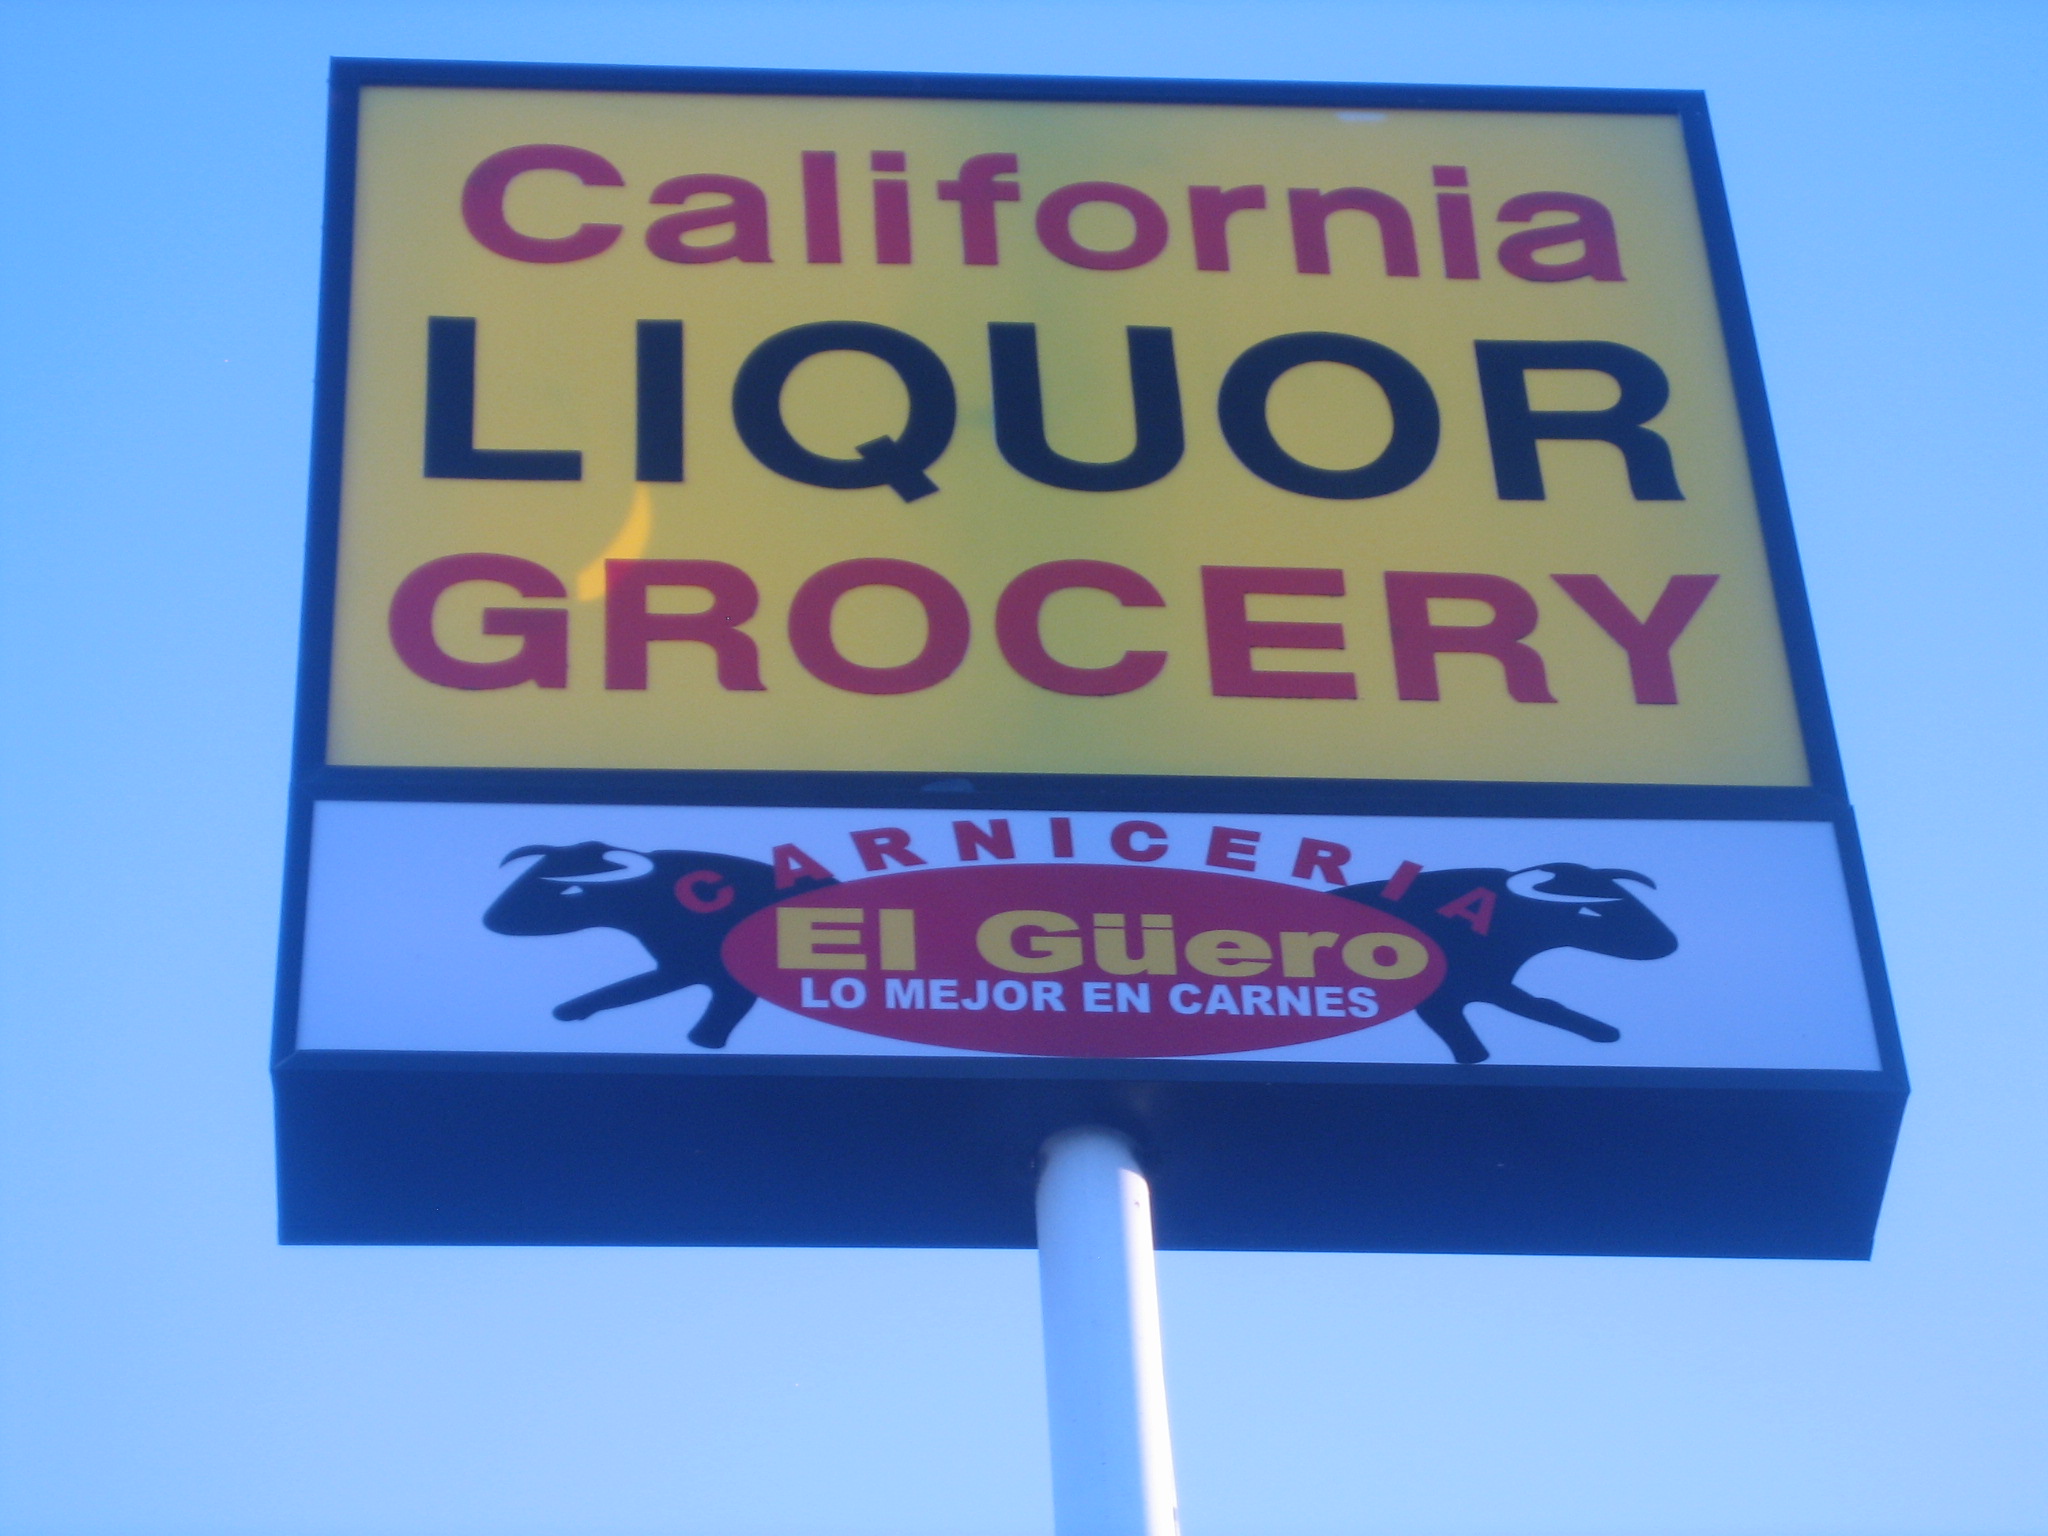 California
LIQUOR
GROCERY
CARNICERIA
El Güero
LO MEJOR EN CARNES